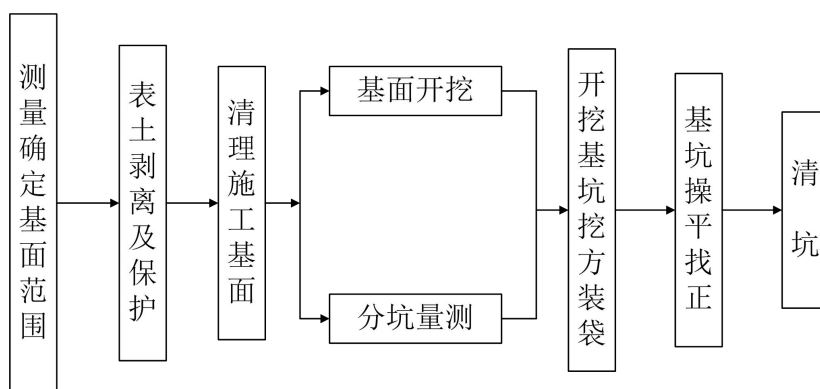 测量确定基面范围
表土剥离及保护
清理施工基面
基面开挖
分坑量测
开挖基坑挖方装袋
基坑操平找正
清坑